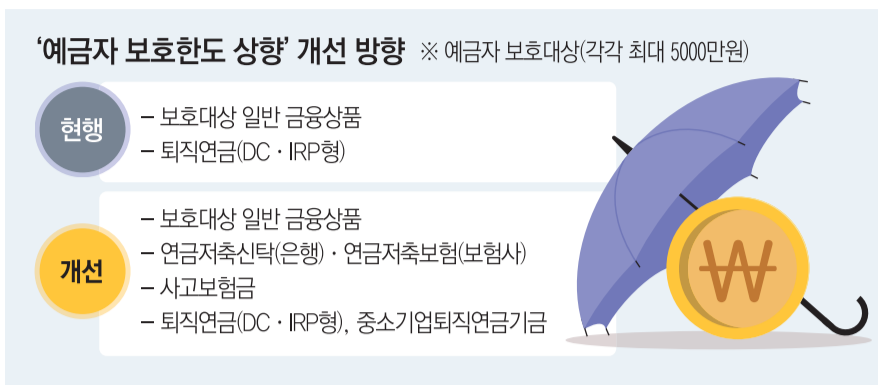 ‘예금자 보호한도 상향’ 개선 방향 ※ 예금자 보호대상(각각 최대 5000만원)
현행
– 보호대상 일반 금융상품
– 퇴직연금(DC·IRP형)
개선
– 보호대상 일반 금융상품
– 연금저축신탁(은행)·연금저축보험(보험사)
– 사고보험금
– 퇴직연금(DC·IRP형), 중소기업퇴직연금기금
₩